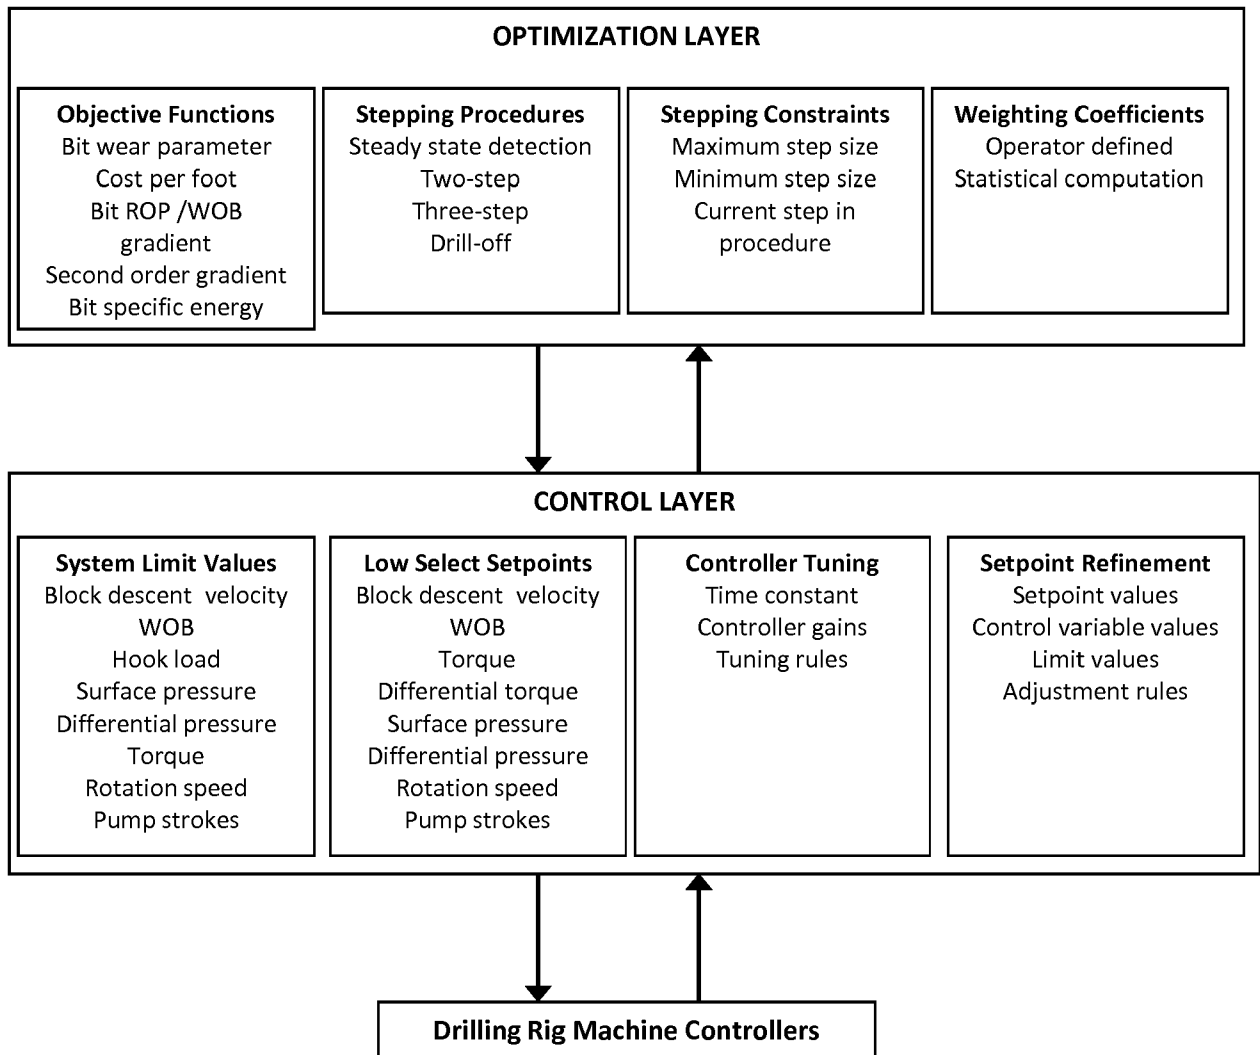 OPTIMIZATION LAYER
Objective Functions
Bit wear parameter
Cost per foot
Bit ROP /WOB
gradient
Second order gradient
Bit specific energy
Stepping Procedures
Steady state detection
Two-step
Three-step
Drill-off
Stepping Constraints
Maximum step size
Minimum step size
Current step in
procedure
Weighting Coefficients
Operator defined
Statistical computation
CONTROL LAYER
System Limit Values
Block descent  velocity
WOB
Hook load
Surface pressure
Differential pressure
Torque
Rotation speed
Pump strokes
Low Select Setpoints
Block descent  velocity
WOB
Torque
Differential torque
Surface pressure
Differential pressure
Rotation speed
Pump strokes
Controller Tuning
Time constant
Controller gains
Tuning rules
Setpoint Refinement
Setpoint values
Control variable values
Limit values
Adjustment rules
Drilling Rig Machine Controllers